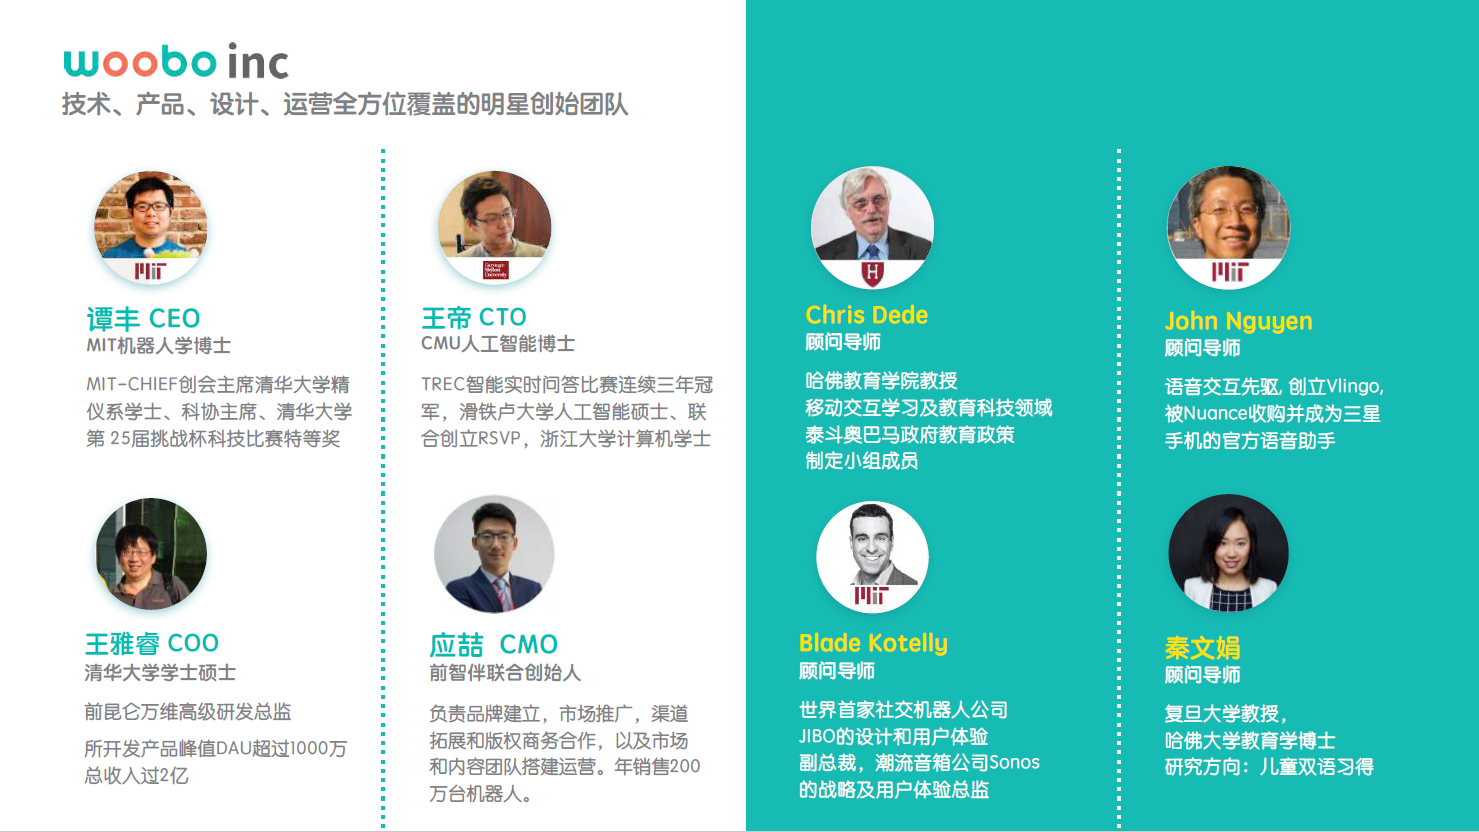 woobo inc
技术、产品、设计、运营全方位覆盖的明星创始团队
MIT
谭丰 CEO
MIT机器人学博士
MIT-CHIEF创会主席清华大学精
仪系学士、科协主席、清华大学
第 25届挑战杯科技比赛特等奖
Carnegie
Mellon
University
王帝 CTO
CMU人工智能博士
TREC智能实时问答比赛连续三年冠
军，滑铁卢大学人工智能硕士、联
合创立RSVP，浙江大学计算机学士
王雅睿 COO
清华大学学士硕士
前昆仑万维高级研发总监
所开发产品峰值DAU超过1000万
总收入过2亿
应喆 CMO
前智伴联合创始人
负责品牌建立，市场推广，渠道
拓展和版权商务合作，以及市场
和内容团队搭建运营。年销售200
万台机器人。
H
Chris Dede
顾问导师
哈佛教育学院教授
移动交互学习及教育科技领域
泰斗奥巴马政府教育政策
制定小组成员
MIT
John Nguyen
顾问导师
语音交互先驱, 创立Vlingo,
被Nuance收购并成为三星
手机的官方语音助手
MIT
Blade Kotelly
顾问导师
世界首家社交机器人公司
JIBO的设计和用户体验
副总裁，潮流音箱公司Sonos
的战略及用户体验总监
秦文娟
顾问导师
复旦大学教授，
哈佛大学教育学博士
研究方向：儿童双语习得